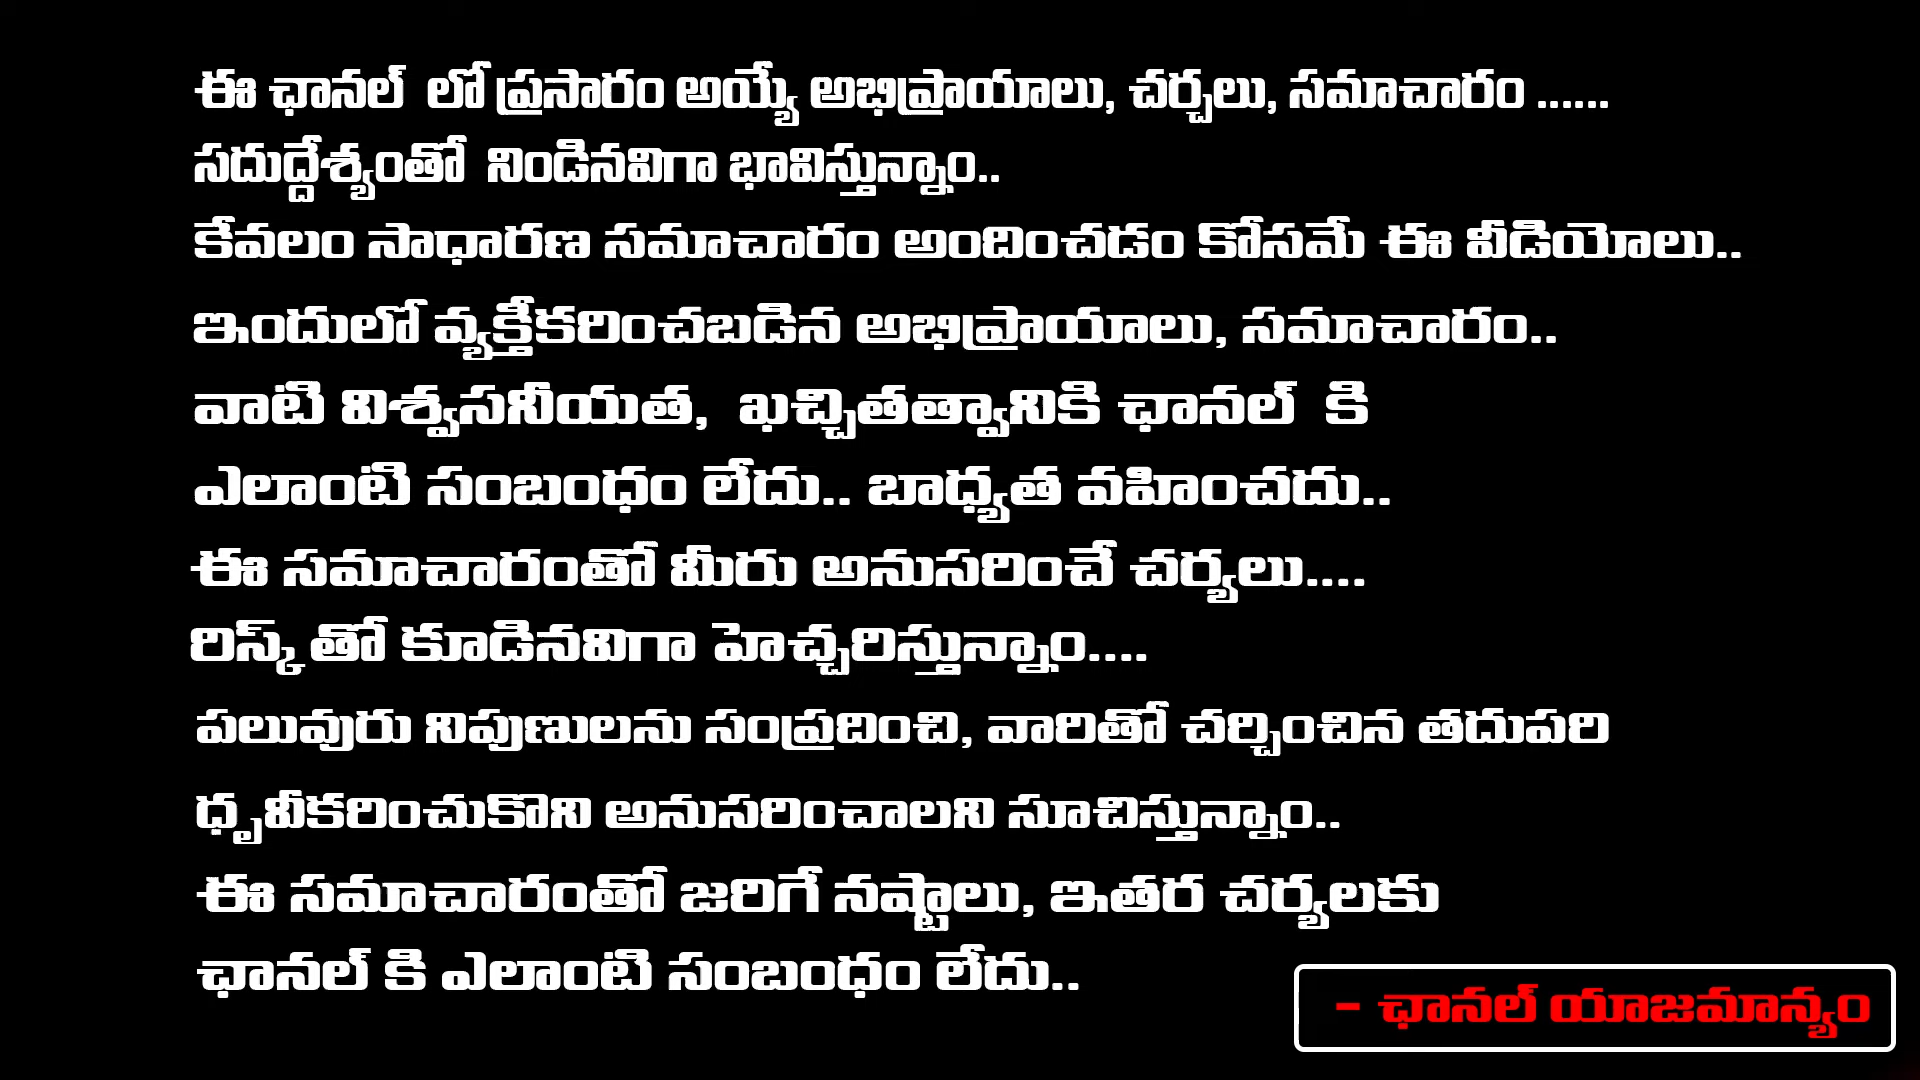 ఈ ఛానల్ లో ప్రసారం అయ్యే అభిప్రాయాలు, చర్చలు, సమాచారం ......
సదుద్దేశ్యంతో నిండినవిగా భావిస్తున్నాం..
కేవలం సాధారణ సమాచారం అందించడం కోసమే ఈ వీడియోలు..
ఇందులో వ్యక్తీకరించబడిన అభిప్రాయాలు, సమాచారం..
వాటి విశ్వసనీయత, ఖచ్చితత్వానికి ఛానల్ కి
ఎలాంటి సంబంధం లేదు.. బాధ్యత వహించదు..
ఈ సమాచారంతో మీరు అనుసరించే చర్యలు....
రిస్క్ తో కూడినవిగా హెచ్చరిస్తున్నాం....
పలువురు నిపుణులను సంప్రదించి, వారితో చర్చించిన తదుపరి
ధృవీకరించుకొని అనుసరించాలని సూచిస్తున్నాం..
ఈ సమాచారంతో జరిగే నష్టాలు, ఇతర చర్యలకు
ఛానల్ కి ఎలాంటి సంబంధం లేదు..
- ఛానల్ యాజమాన్యం